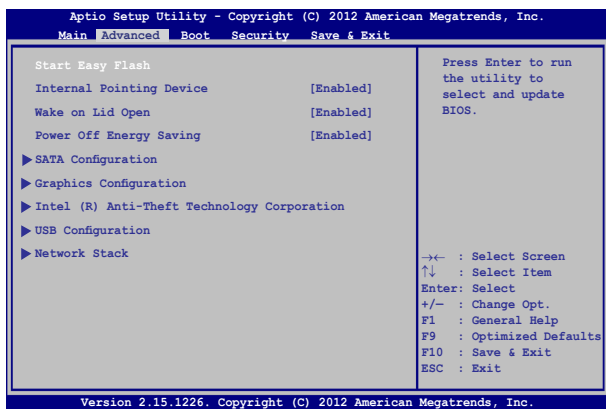 Aptio Setup Utility - Copyright (C) 2012 American Megatrends, Inc.
Main Advanced Boot Security Save & Exit
Start Easy Flash
Internal Pointing Device [Enabled]
Wake on Lid Open [Enabled]
Power Off Energy Saving [Enabled]
SATA Configuration
Graphics Configuration
Intel (R) Anti-Theft Technology Corporation
USB Configuration
Network Stack
Press Enter to run
the utility to
select and update
BIOS.
→← : Select Screen
↑↓ : Select Item
Enter: Select
+/— : Change Opt.
F1 : General Help
F9 : Optimized Defaults
F10 : Save & Exit
ESC : Exit
Version 2.15.1226. Copyright (C) 2012 American Megatrends, Inc.